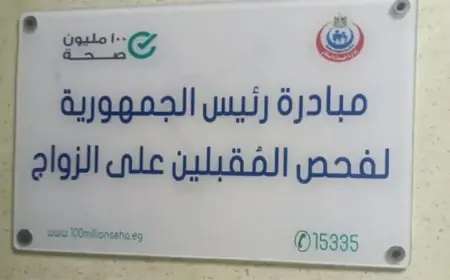 ١٠٠ مليون
صحة
مبادرة رئيس الجمهورية
لفحص المُقبلين على الزواج
www.100millionseha.eg
15335